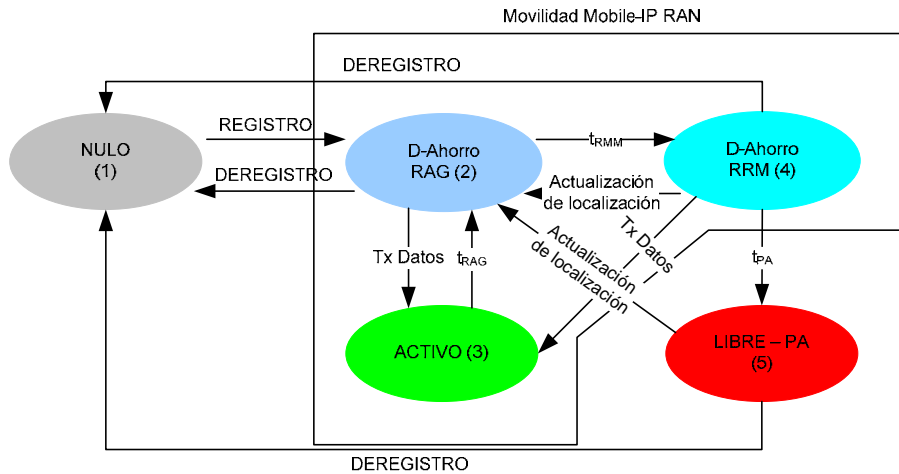 Movilidad Mobile-IP RAN
DEREGISTRO
REGISTRO
NULO
(1)
D-Ahorro
RAG (2)
tRMM
D-Ahorro
RRM (4)
DEREGISTRO
Actualización
de localización
Tx Datos
tRAG
Actualización
de localización
Tx Datos
tPA
ACTIVO (3)
LIBRE – PA
(5)
DEREGISTRO